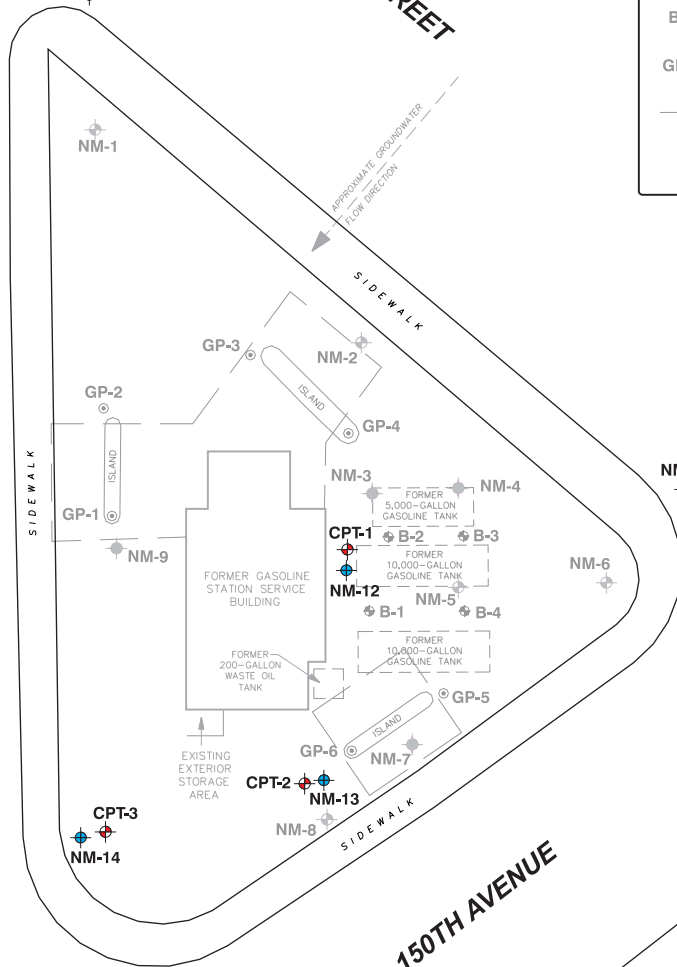 STREET
B
GP
NM-1
APPROXIMATE GROUNDWATER
FLOW DIRECTION
SIDEWALK
GP-3
NM-2
GP-2
ISLAND
GP-4
ISLAND
SIDEWALK
NM-3
NM-4
NM
GP-1
FORMER
5,000-GALLON
GASOLINE TANK
CPT-1
B-2
B-3
NM-9
FORMER
10,000-GALLON
GASOLINE TANK
FORMER GASOLINE
STATION SERVICE
BUILDING
NM-12
NM-5
NM-6
B-1
B-4
FORMER
10,000-GALLON
GASOLINE TANK
FORMER
200-GALLON
WASTE OIL
TANK
GP-5
ISLAND
EXISTING
EXTERIOR
STORAGE
AREA
GP-6
NM-7
CPT-2
NM-13
CPT-3
NM-8
SIDEWALK
NM-14
150TH AVENUE